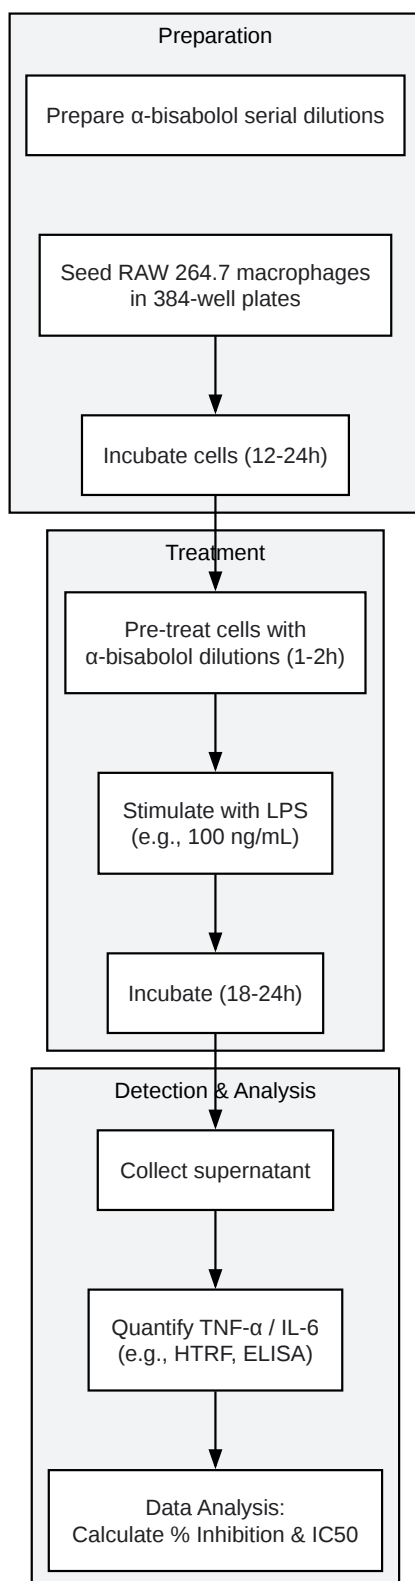 Preparation
Prepare α-bisabolol serial dilutions
Seed RAW 264.7 macrophages
in 384-well plates
Incubate cells (12-24h)
Treatment
Pre-treat cells with
α-bisabolol dilutions (1-2h)
Stimulate with LPS
(e.g., 100 ng/mL)
Incubate (18-24h)
Detection & Analysis
Collect supernatant
Quantify TNF-α / IL-6
(e.g., HTRF, ELISA)
Data Analysis:
Calculate % Inhibition & IC50